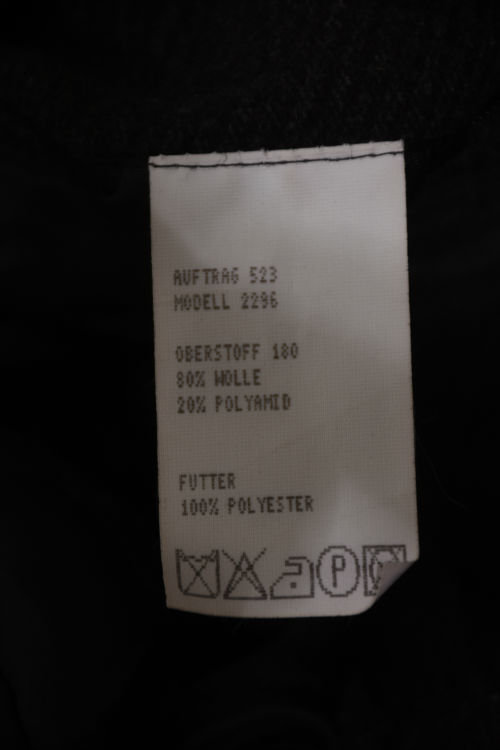 AUFTRAG 523
MODELL 2296
OBERSTOFF 180
80% WOLLE
20% POLYAMID
FUTTER
100% POLYESTER
P